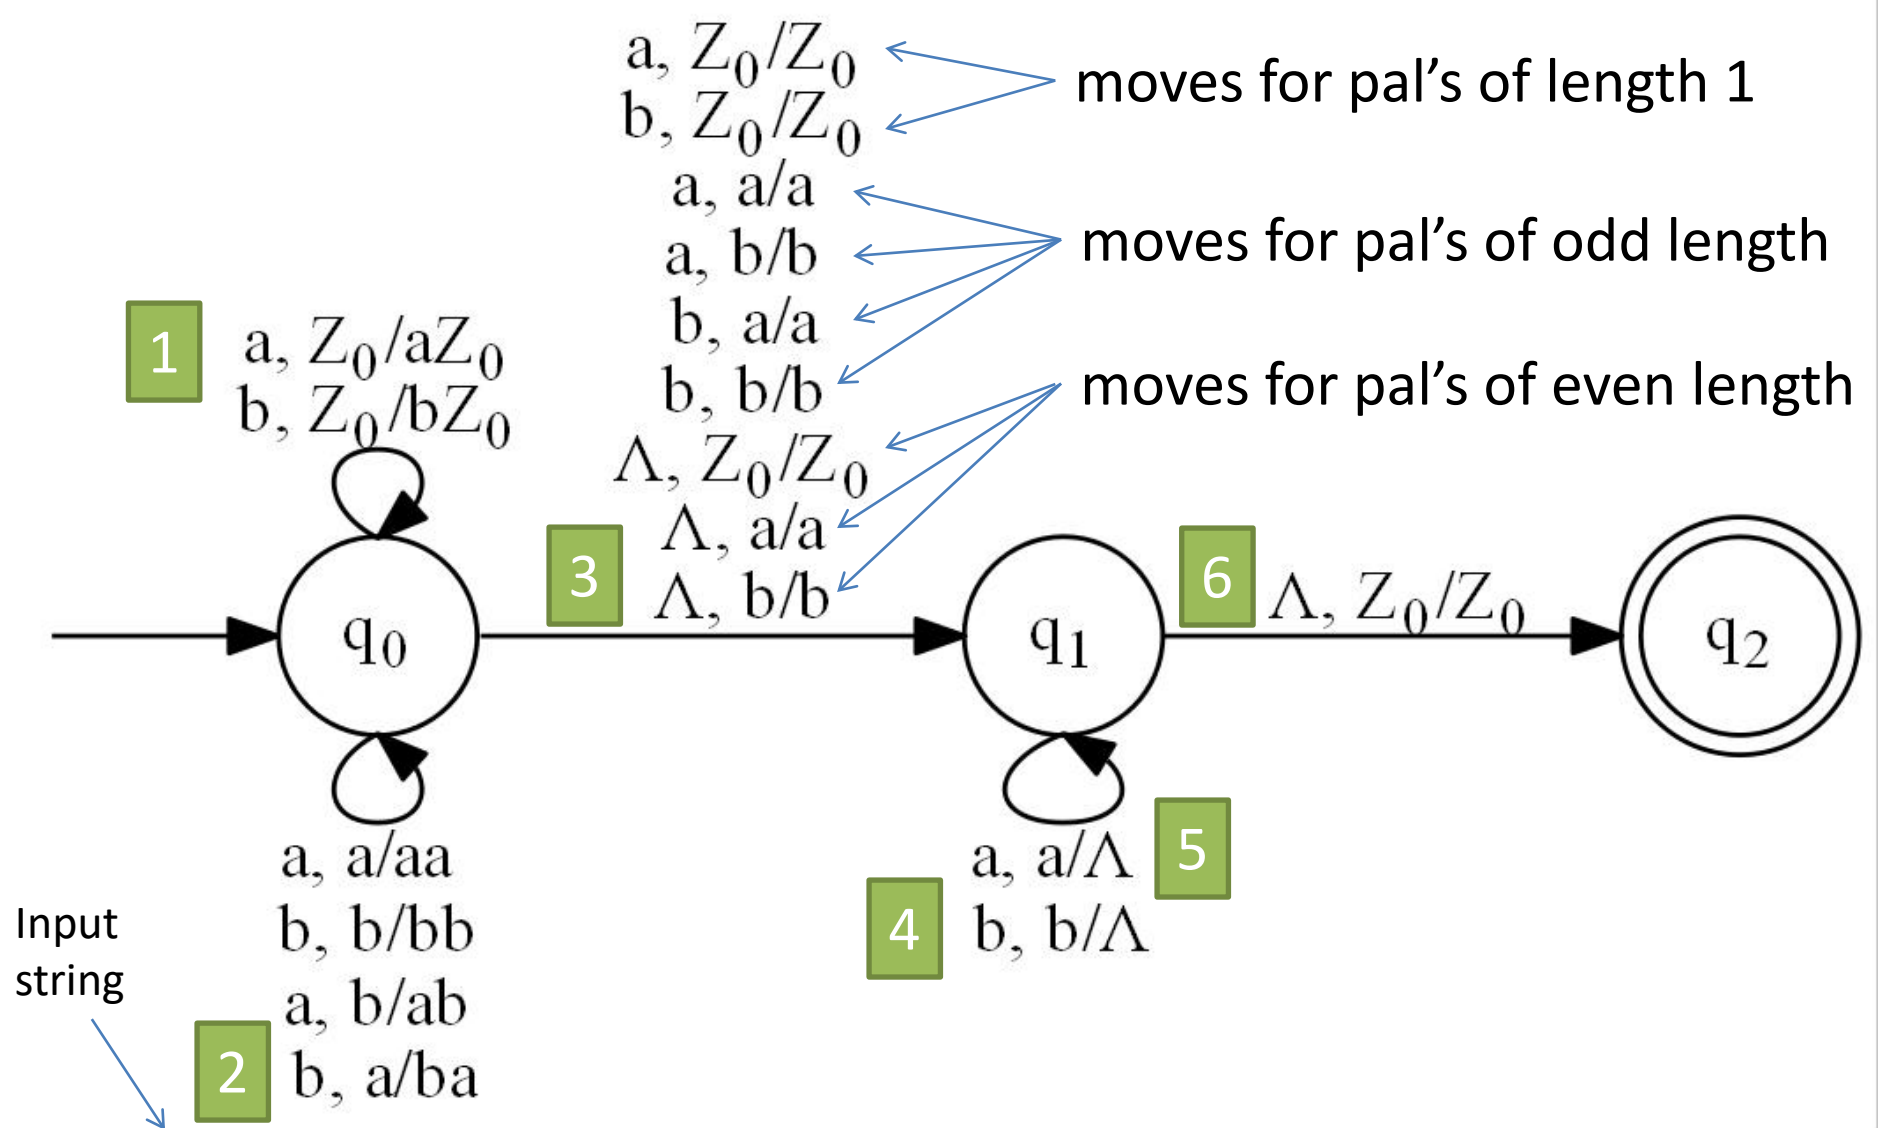 a, Z₀/Z₀
b, Z₀/Z₀
moves for pal’s of length 1
a, a/a
a, b/b
b, a/a
b, b/b
moves for pal’s of odd length
Λ, Z₀/Z₀
Λ, a/a
Λ, b/b
moves for pal’s of even length
1
a, Z₀/aZ₀
b, Z₀/bZ₀
3
6
Λ, Z₀/Z₀
q₀
q₁
q₂
a, a/aa
b, b/bb
a, b/ab
b, a/ba
2
a, a/Λ
b, b/Λ
5
4
Input
string